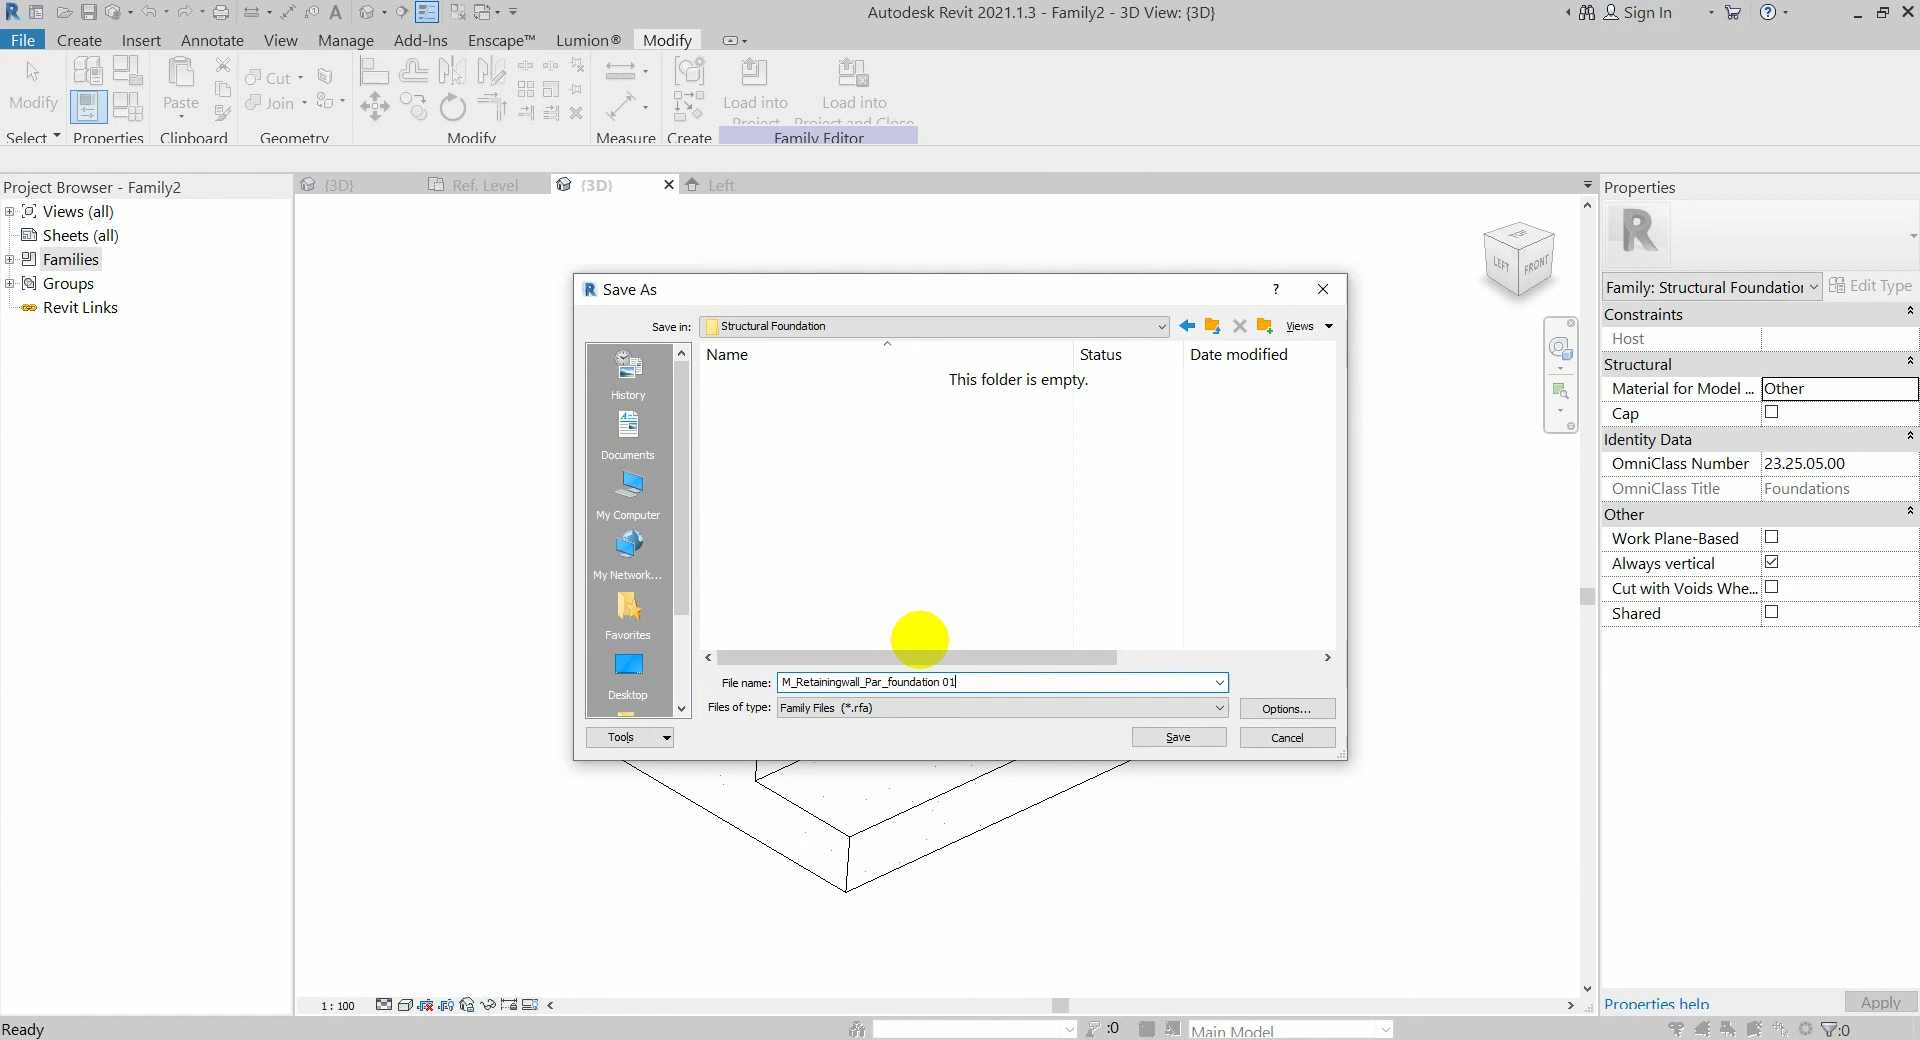 Autodesk Revit 2021.1.3 - Family2 - 3D View: {3D}
Sign In
File Create Insert Annotate View Manage Add-Ins Enscape™ Lumion® Modify
Modify
Paste
Cut
Join
Load into
Project
Load into
Project and Close
Select Properties Clipboard Geometry Modify Measure Create Family Editor
Project Browser - Family2
Views (all)
Sheets (all)
Families
Groups
Revit Links
{3D} Ref. Level {3D} Left
TOP
LEFT FRONT
Save As
Save in: Structural Foundation Views
Name Status Date modified
This folder is empty.
History
Documents
My Computer
My Network...
Favorites
Desktop
File name: M_Retainingwall_Par_foundation 01
Files of type: Family Files (*.rfa) Options...
Tools Save Cancel
Properties
R
Family: Structural Foundation Edit Type
Constraints
Host
Structural
Material for Model ... Other
Cap
Identity Data
OmniClass Number 23.25.05.00
OmniClass Title Foundations
Other
Work Plane-Based
Always vertical
Cut with Voids Whe...
Shared
Properties help Apply
1 : 100
Ready :0 Main Model :0